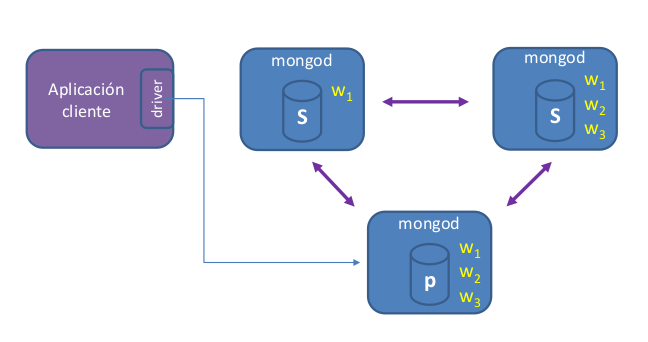 Aplicación
cliente
driver
mongod
S
w1
mongod
S
w1
w2
w3
mongod
p
w1
w2
w3